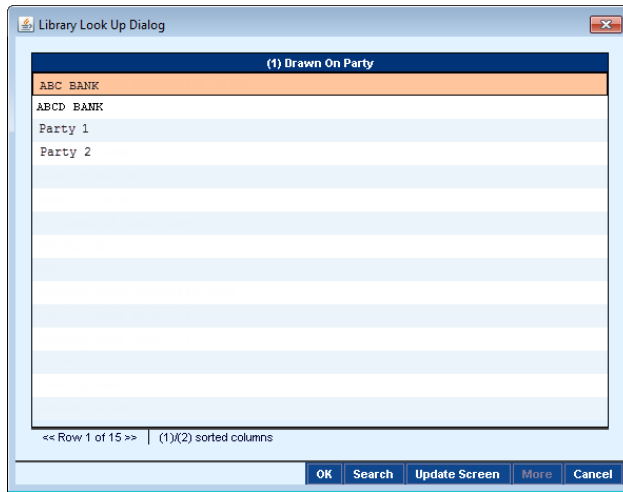 Library Look Up Dialog
(1) Drawn On Party
ABC BANK
ABCD BANK
Party 1
Party 2
<< Row 1 of 15 >> (1)/(2) sorted columns
OK Search Update Screen More Cancel